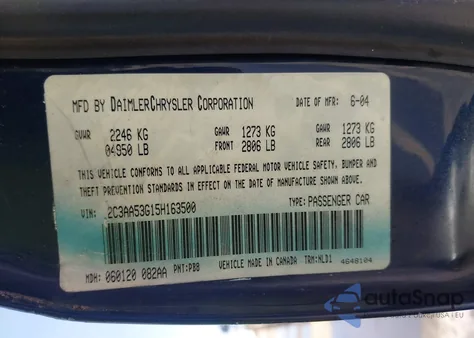 MFD BY DAIMLERCHRYSLER CORPORATION DATE OF MFR: 6-04
GVWR 2246 KG GAWR 1273 KG GAWR 1273 KG
04950 LB FRONT 2806 LB REAR 2806 LB
THIS VEHICLE CONFORMS TO ALL APPLICABLE FEDERAL MOTOR VEHICLE SAFETY, BUMPER AND
THEFT PREVENTION STANDARDS IN EFFECT ON THE DATE OF MANUFACTURE SHOWN ABOVE.
VIN: 2C3AA53G15H163500 TYPE: PASSENGER CAR
MDH: 060120 082AA PNT: PB8 VEHICLE MADE IN CANADA TRM: NLD1 4648104
autoSnap